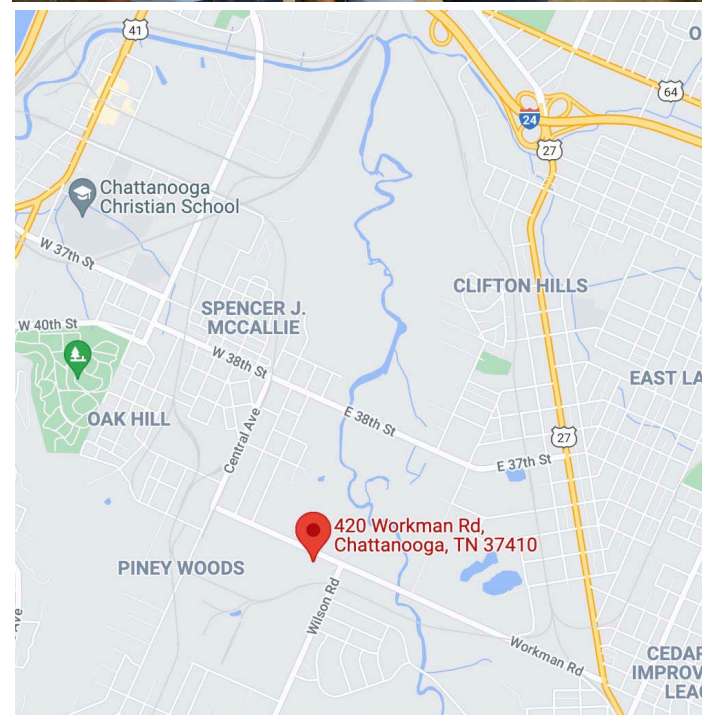 41
O
64
24
27
Chattanooga
Christian School
W 37th St
CLIFTON HILLS
SPENCER J.
MCCALLIE
W 40th St
W 38th St
EAST LA
OAK HILL
Central Ave
E 38th St
27
E 37th St
420 Workman Rd,
Chattanooga, TN 37410
PINEY WOODS
Wilson Rd
Ave
Workman Rd
CEDAR
IMPROV
LEAG